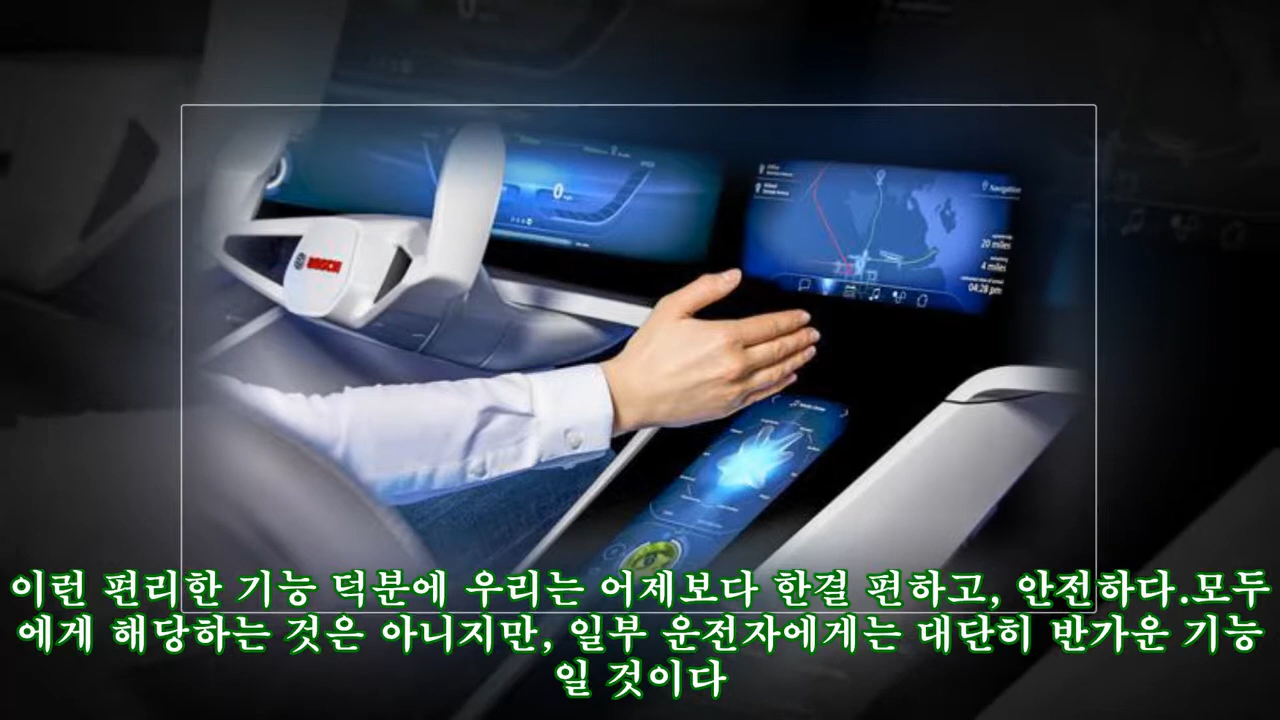 0
Navigation
20 miles
4 miles
04:28 pm
BOSCH
이런 편리한 기능 덕분에 우리는 어제보다 한결 편하고, 안전하다.모두
에게 해당하는 것은 아니지만, 일부 운전자에게는 대단히 반가운 기능
일 것이다